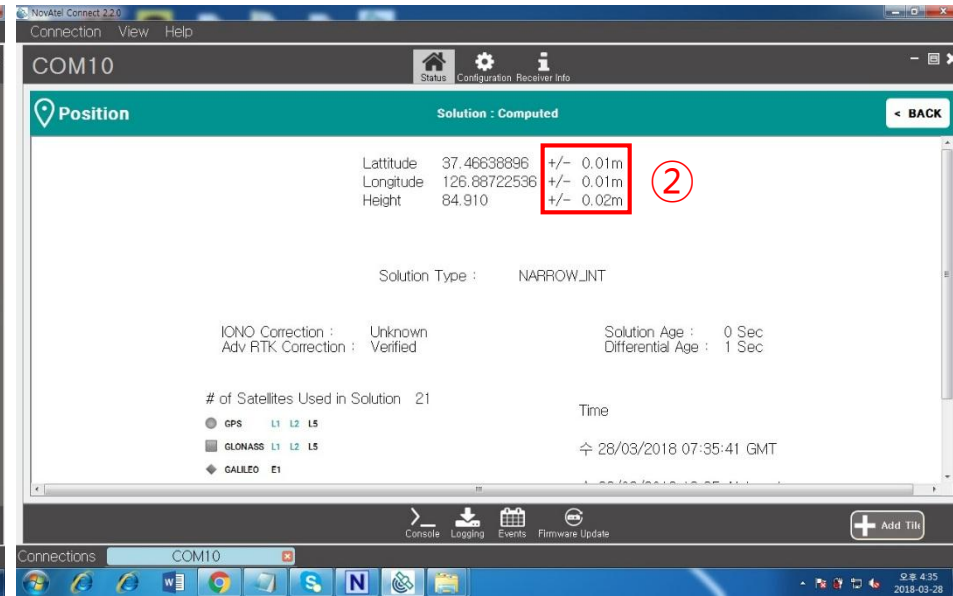 NovAtel Connect 2.2.0
Connection View Help
COM10
Status Configuration Receiver Info
Position
Solution : Computed
< BACK
Lattitude 37.46638896 +/- 0.01m
Longitude 126.88722536 +/- 0.01m
Height 84.910 +/- 0.02m
②
Solution Type : NARROW_INT
IONO Correction : Unknown
Adv RTK Correction : Verified
Solution Age : 0 Sec
Differential Age : 1 Sec
# of Satellites Used in Solution 21
GPS L1 L2 L5
GLONASS L1 L2 L5
GALILEO E1
Time
수 28/03/2018 07:35:41 GMT
Console Logging Events Firmware Update
Add Tile
Connections COM10
오후 4:35
2018-03-28